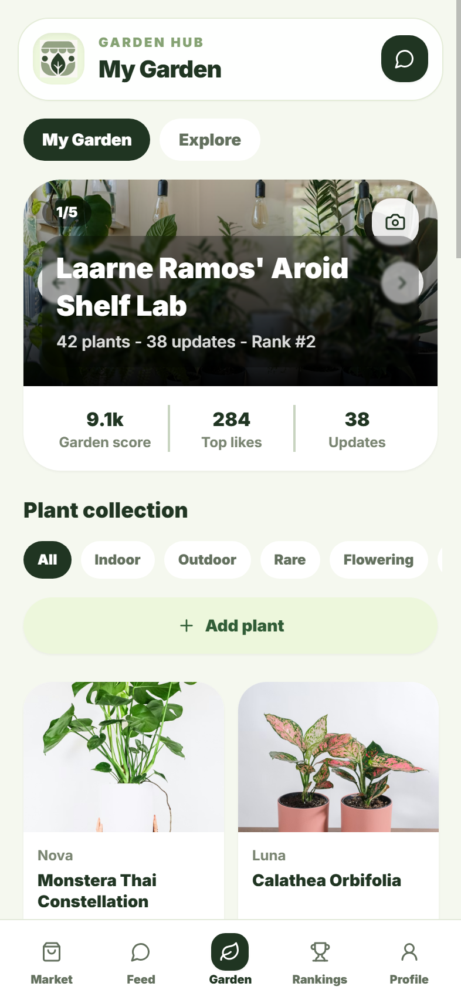 GARDEN HUB
My Garden
My Garden
Explore
1/5
Laarne Ramos' Aroid
Shelf Lab
42 plants - 38 updates - Rank #2
9.1k
Garden score
284
Top likes
38
Updates
Plant collection
All
Indoor
Outdoor
Rare
Flowering
Add plant
Nova
Monstera Thai
Constellation
Luna
Calathea Orbifolia
Market
Feed
Garden
Rankings
Profile